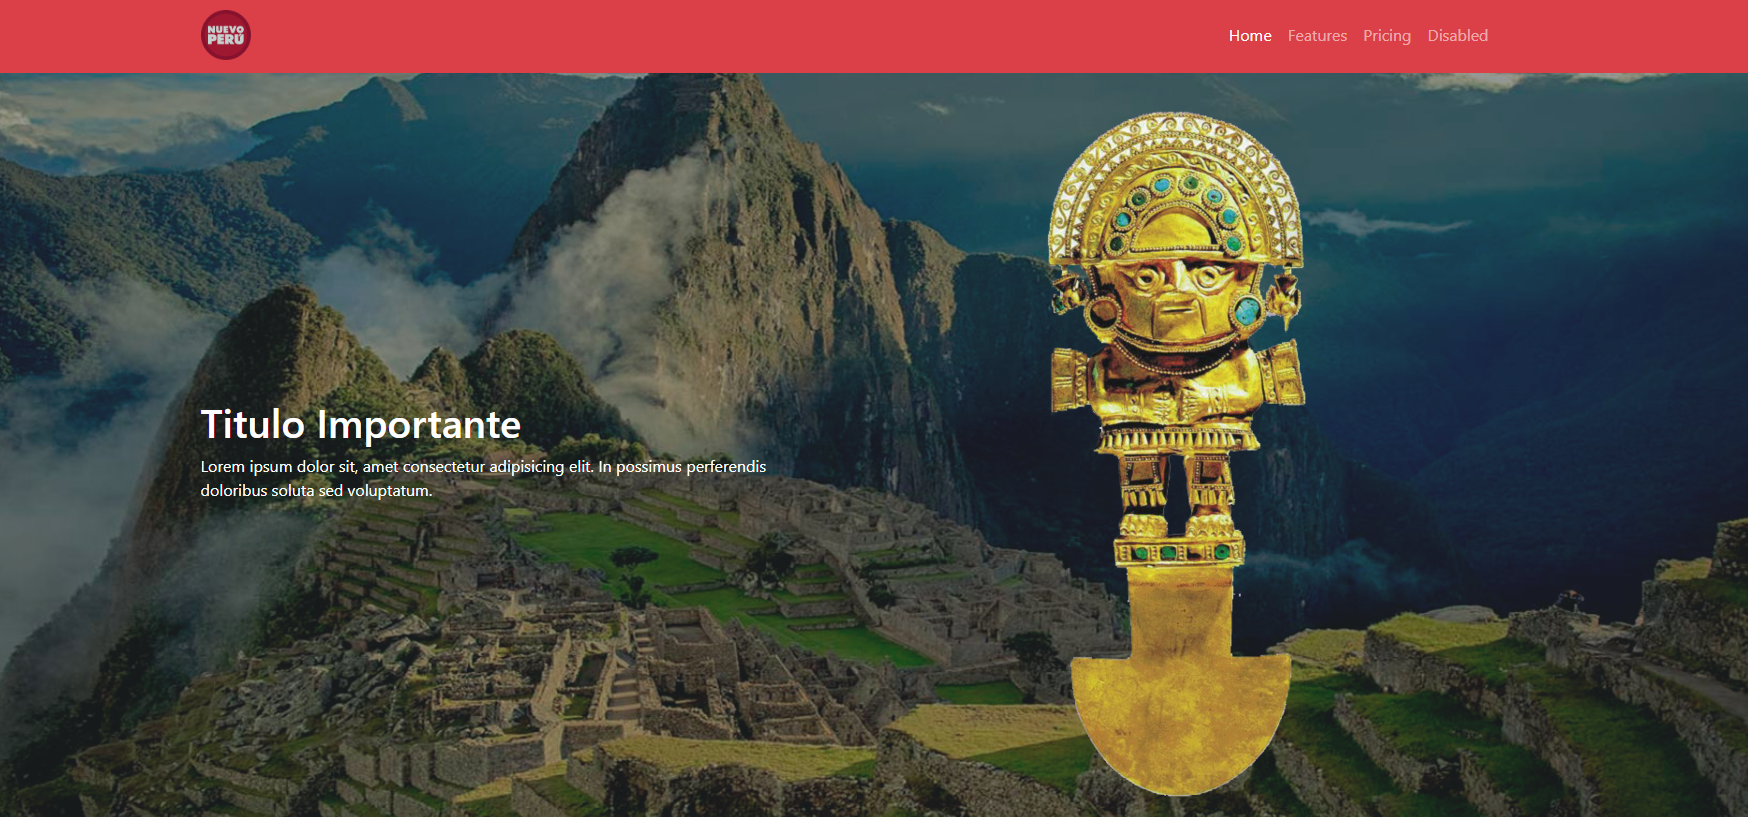 NUEVO
PERÚ
Home Features Pricing Disabled
Titulo Importante
Lorem ipsum dolor sit, amet consectetur adipisicing elit. In possimus perferendis
doloribus soluta sed voluptatum.